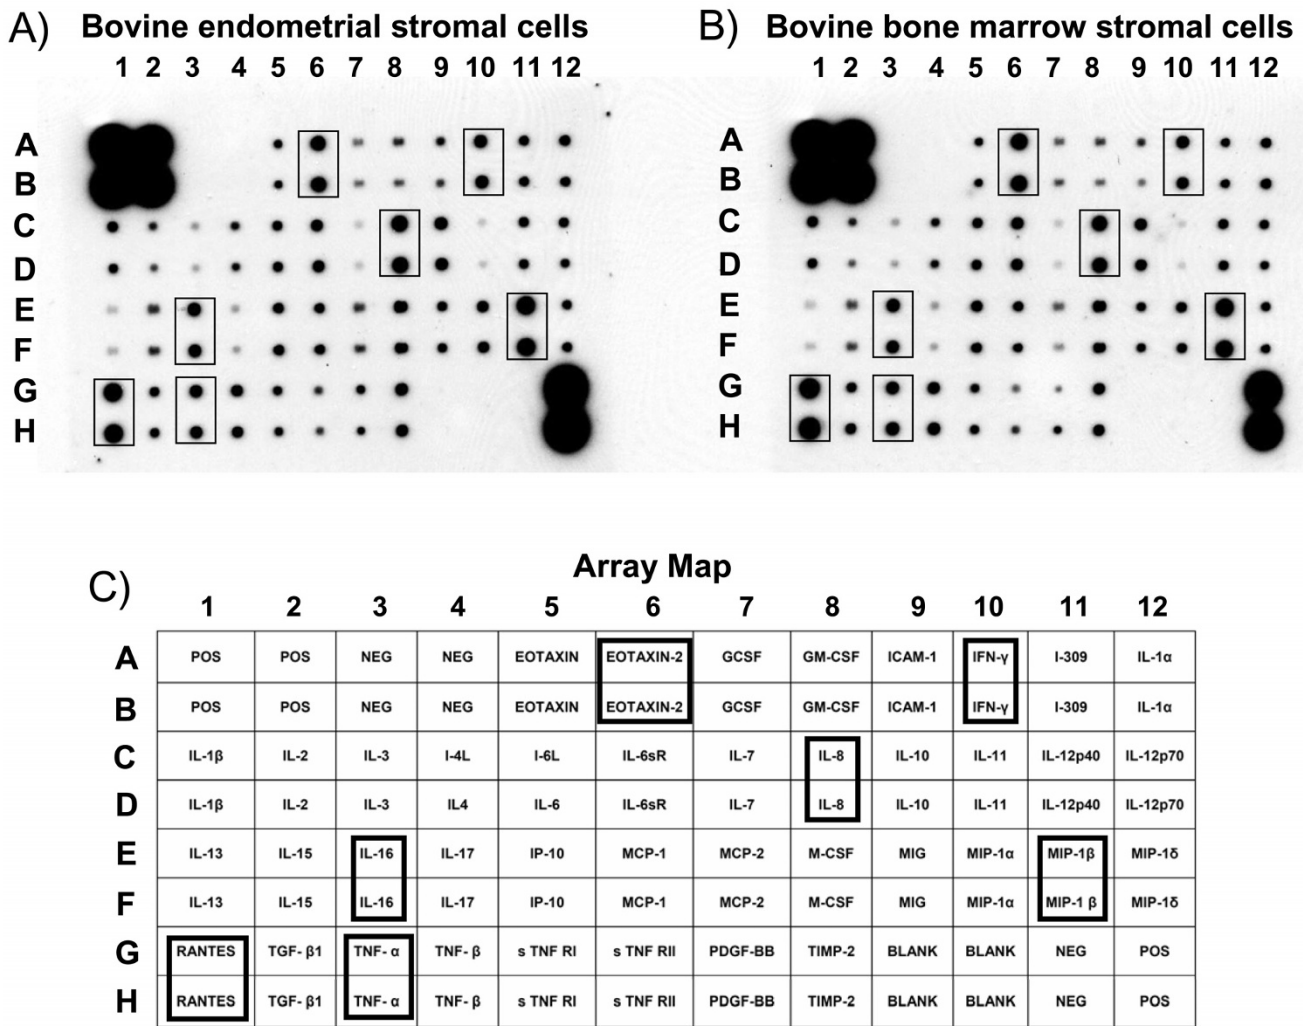 A) Bovine endometrial stromal cells
1 2 3 4 5 6 7 8 9 10 11 12
A
B
C
D
E
F
G
H
B) Bovine bone marrow stromal cells
1 2 3 4 5 6 7 8 9 10 11 12
A
B
C
D
E
F
G
H
C) Array Map
1 2 3 4 5 6 7 8 9 10 11 12
A POS POS NEG NEG EOTAXIN EOTAXIN-2 GCSF GM-CSF ICAM-1 IFN-γ I-309 IL-1α
B POS POS NEG NEG EOTAXIN EOTAXIN-2 GCSF GM-CSF ICAM-1 IFN-γ I-309 IL-1α
C IL-1β IL-2 IL-3 I-4L I-6L IL-6sR IL-7 IL-8 IL-10 IL-11 IL-12p40 IL-12p70
D IL-1β IL-2 IL-3 IL4 IL-6 IL-6sR IL-7 IL-8 IL-10 IL-11 IL-12p40 IL-12p70
E IL-13 IL-15 IL-16 IL-17 IP-10 MCP-1 MCP-2 M-CSF MIG MIP-1α MIP-1β MIP-1δ
F IL-13 IL-15 IL-16 IL-17 IP-10 MCP-1 MCP-2 M-CSF MIG MIP-1α MIP-1 β MIP-1δ
G RANTES TGF- β1 TNF- α TNF- β s TNF RI s TNF RII PDGF-BB TIMP-2 BLANK BLANK NEG POS
H RANTES TGF- β1 TNF- α TNF- β s TNF RI s TNF RII PDGF-BB TIMP-2 BLANK BLANK NEG POS